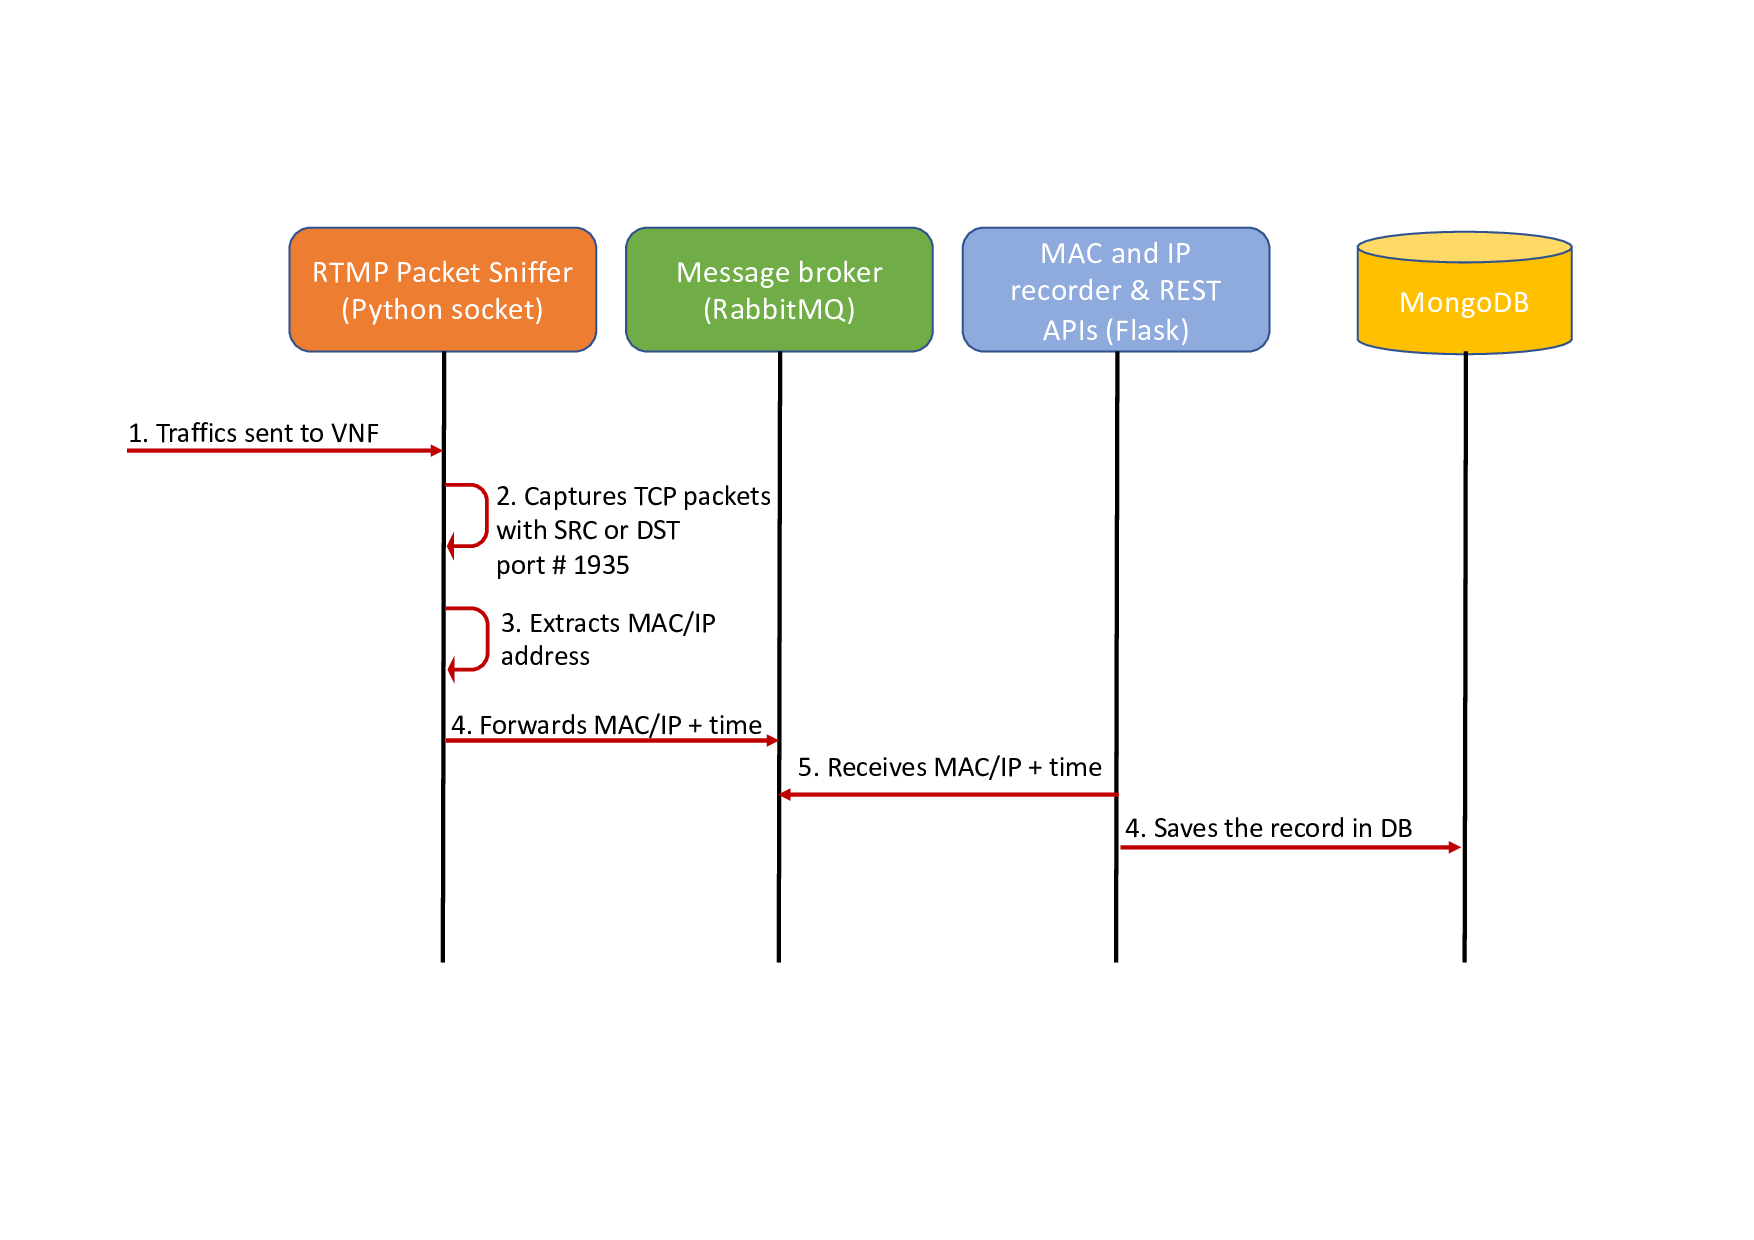 RTMP Packet Sniffer
(Python socket)
Message broker
(RabbitMQ)
MAC and IP
recorder & REST
APIs (Flask)
MongoDB
1. Traffics sent to VNF
2. Captures TCP packets
with SRC or DST
port # 1935
3. Extracts MAC/IP
address
4. Forwards MAC/IP + time
5. Receives MAC/IP + time
4. Saves the record in DB